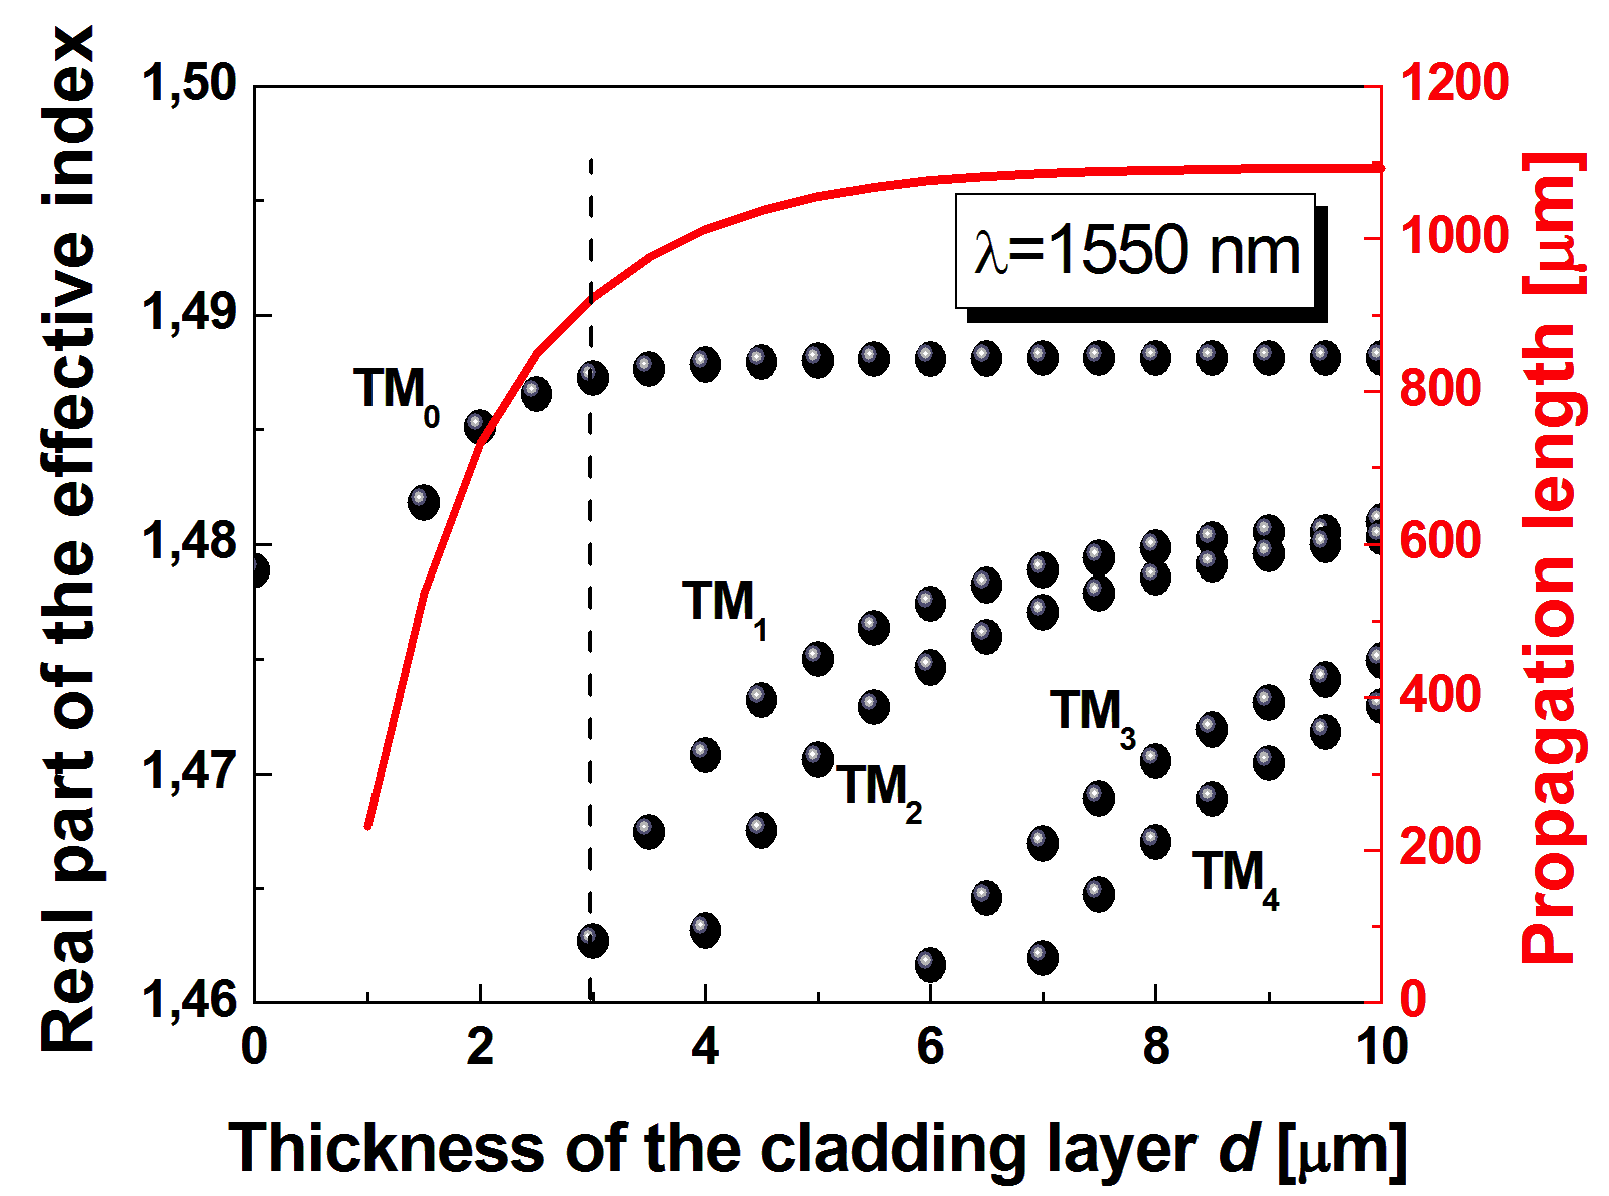 Real part of the effective index
1,50
1,49
1,48
1,47
1,46
0
2
4
6
8
10
Thickness of the cladding layer d [μm]
1200
1000
800
600
400
200
0
Propagation length [μm]
λ=1550 nm
TM0
TM1
TM2
TM3
TM4